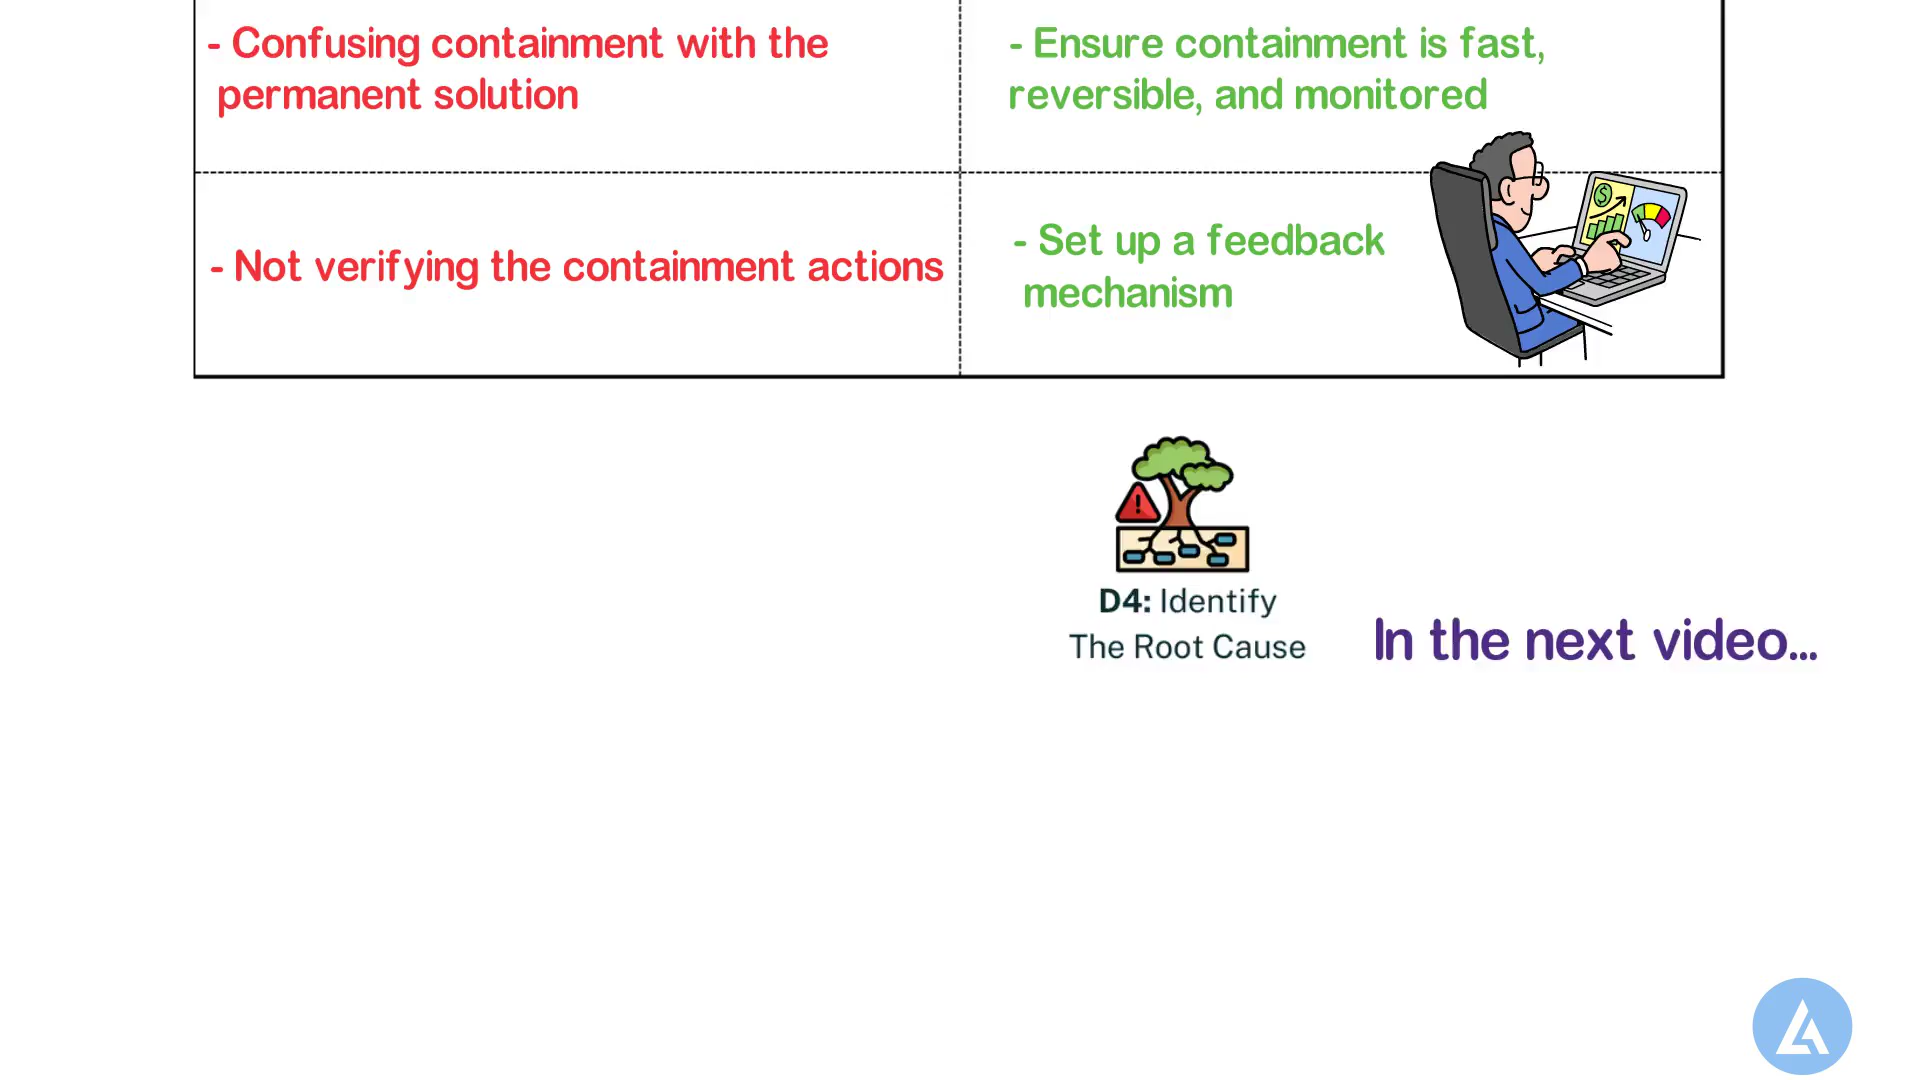 - Confusing containment with the
permanent solution
- Ensure containment is fast,
reversible, and monitored
- Not verifying the containment actions
- Set up a feedback
mechanism
D4: Identify
The Root Cause
In the next video...